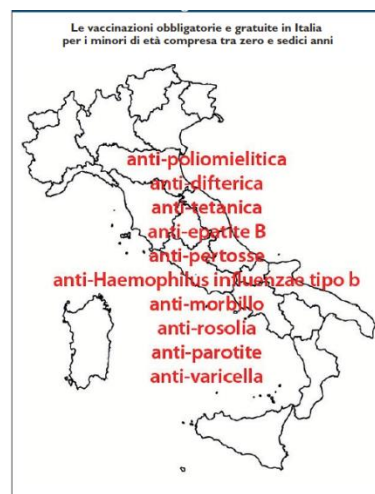 Le vaccinazioni obbligatorie e gratuite in Italia
per i minori di età compresa tra zero e sedici anni
anti-poliomielitica
anti-difterica
anti-tetanica
anti-epatite B
anti-pertosse
anti-Haemophilus influenzae tipo b
anti-morbillo
anti-rosolia
anti-parotite
anti-varicella